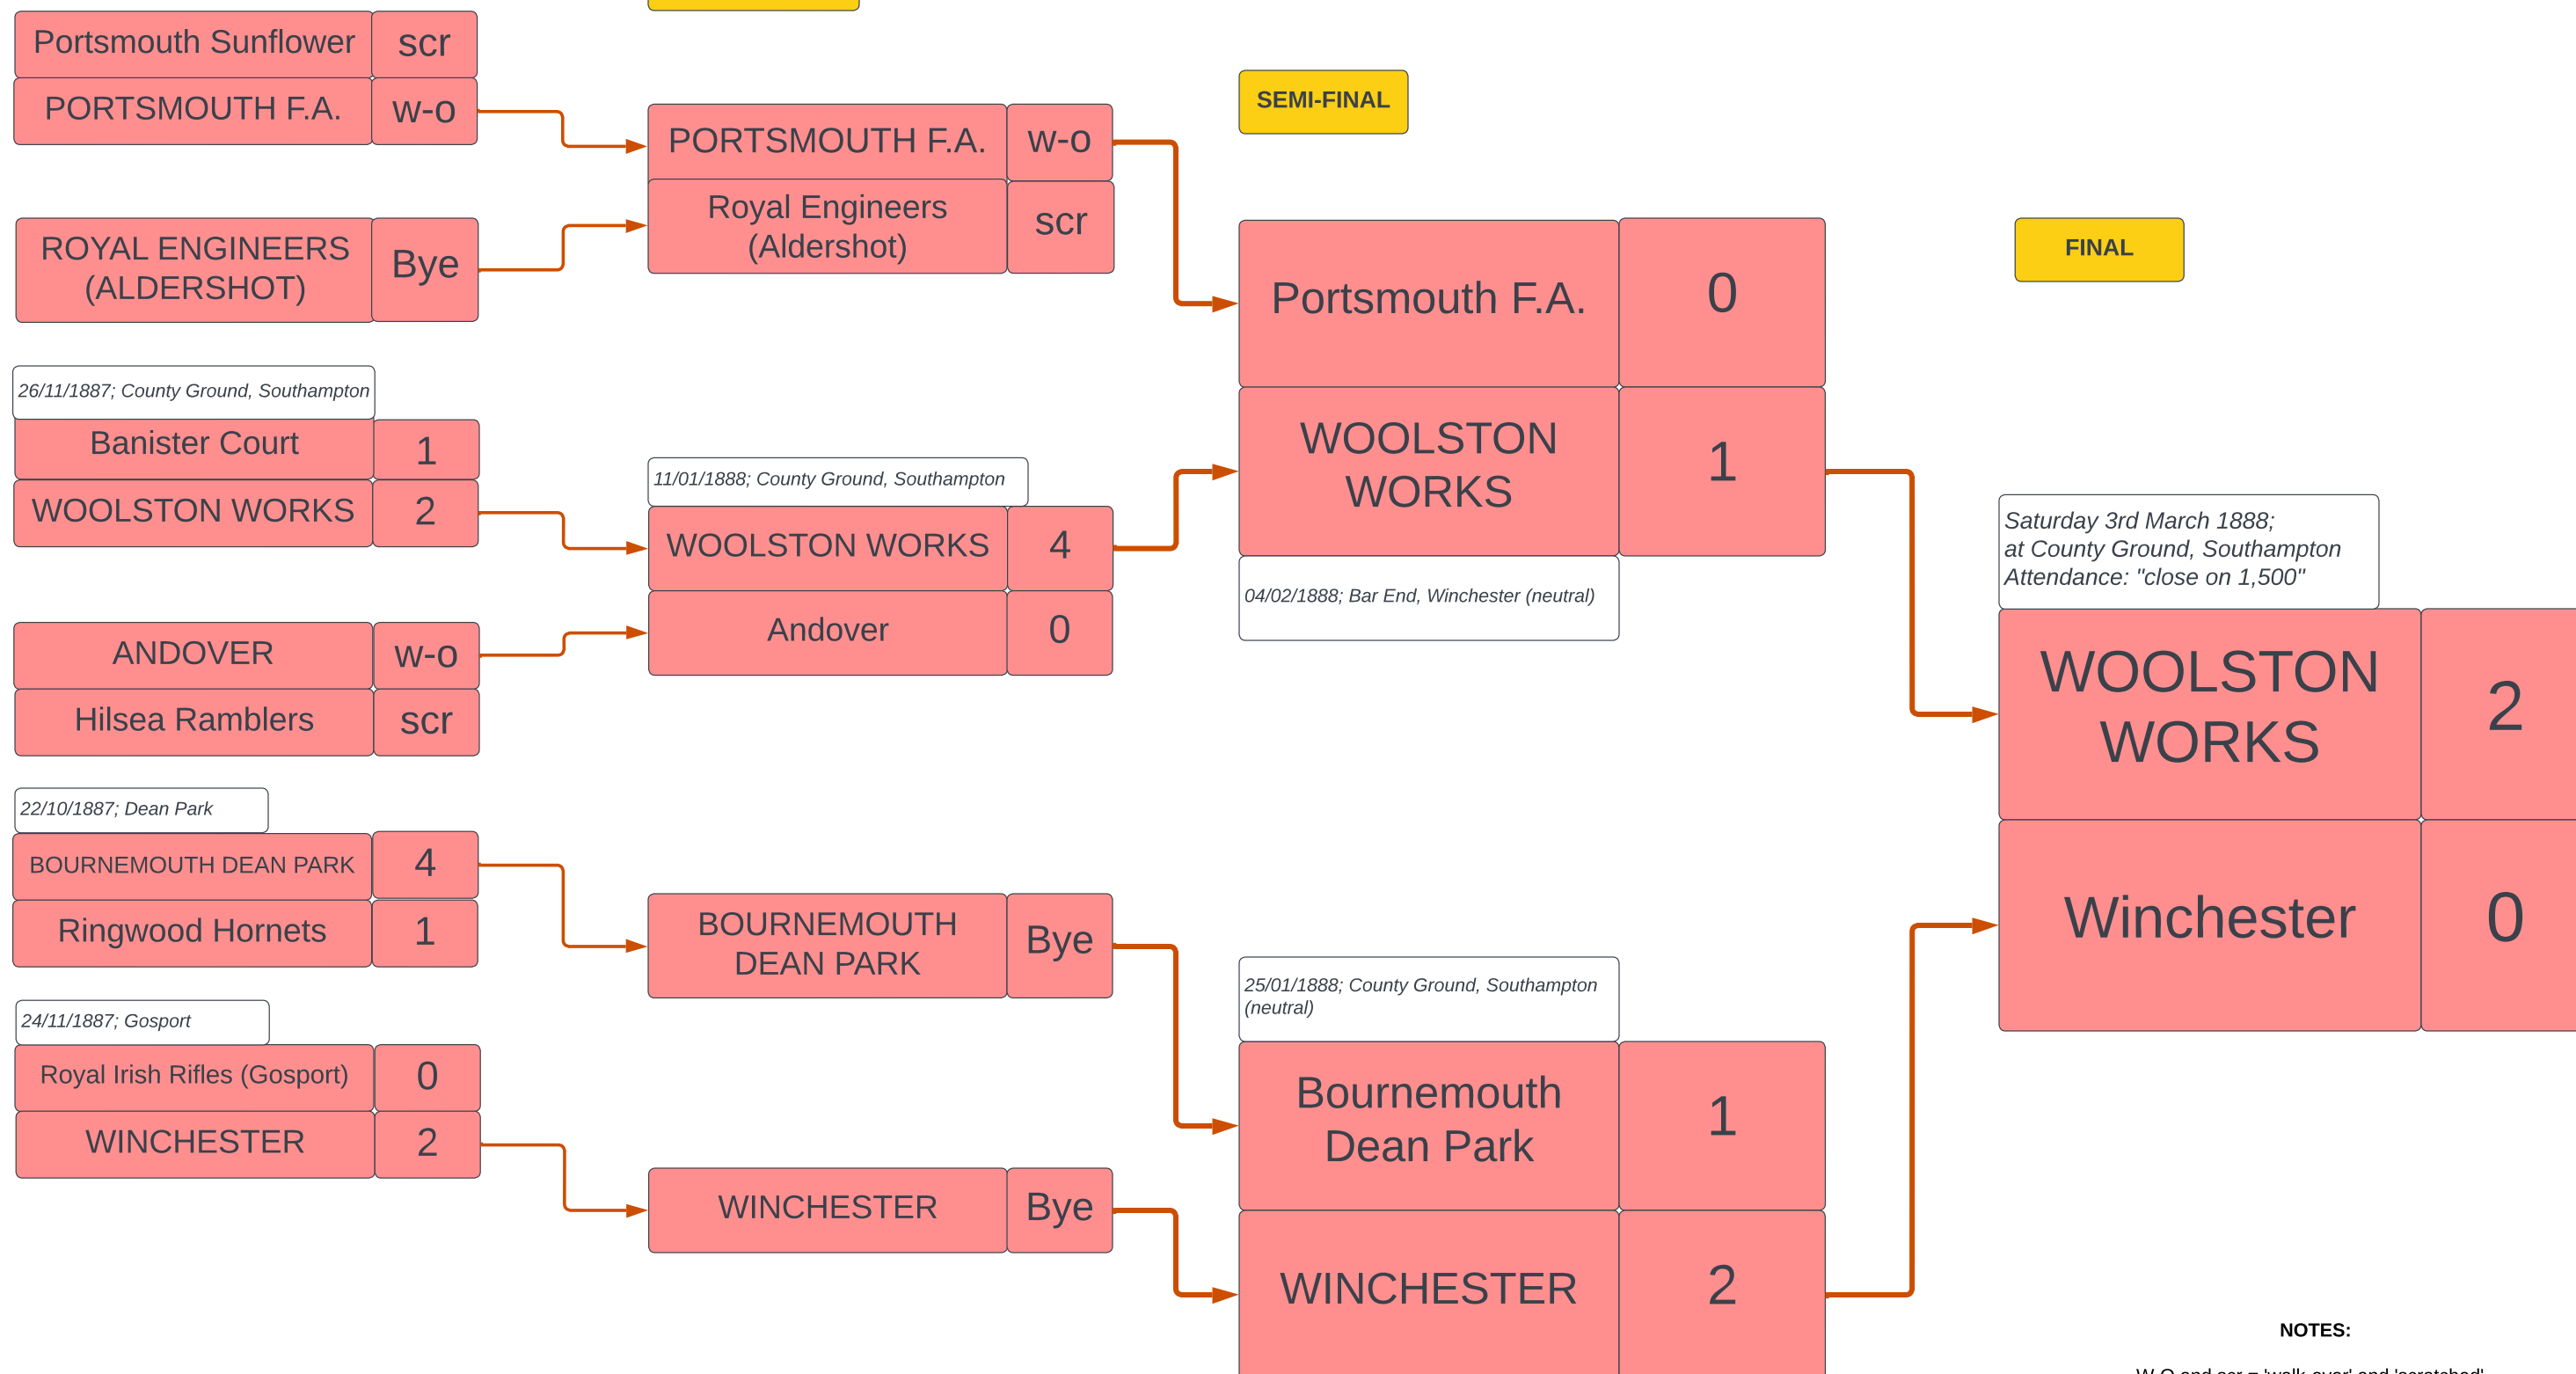 Portsmouth Sunflower scr
PORTSMOUTH F.A. w-o
ROYAL ENGINEERS
(ALDERSHOT) Bye
26/11/1887; County Ground, Southampton
Banister Court 1
WOOLSTON WORKS 2
ANDOVER w-o
Hilsea Ramblers scr
22/10/1887; Dean Park
BOURNEMOUTH DEAN PARK 4
Ringwood Hornets 1
24/11/1887; Gosport
Royal Irish Rifles (Gosport) 0
WINCHESTER 2
PORTSMOUTH F.A. w-o
Royal Engineers
(Aldershot) scr
11/01/1888; County Ground, Southampton
WOOLSTON WORKS 4
Andover 0
BOURNEMOUTH
DEAN PARK Bye
WINCHESTER Bye
SEMI-FINAL
Portsmouth F.A. 0
WOOLSTON
WORKS 1
04/02/1888; Bar End, Winchester (neutral)
25/01/1888; County Ground, Southampton
(neutral)
Bournemouth
Dean Park 1
WINCHESTER 2
FINAL
Saturday 3rd March 1888;
at County Ground, Southampton
Attendance: "close on 1,500"
WOOLSTON
WORKS 2
Winchester 0
NOTES:
W-O and scr = 'walk-over' and 'scratched'